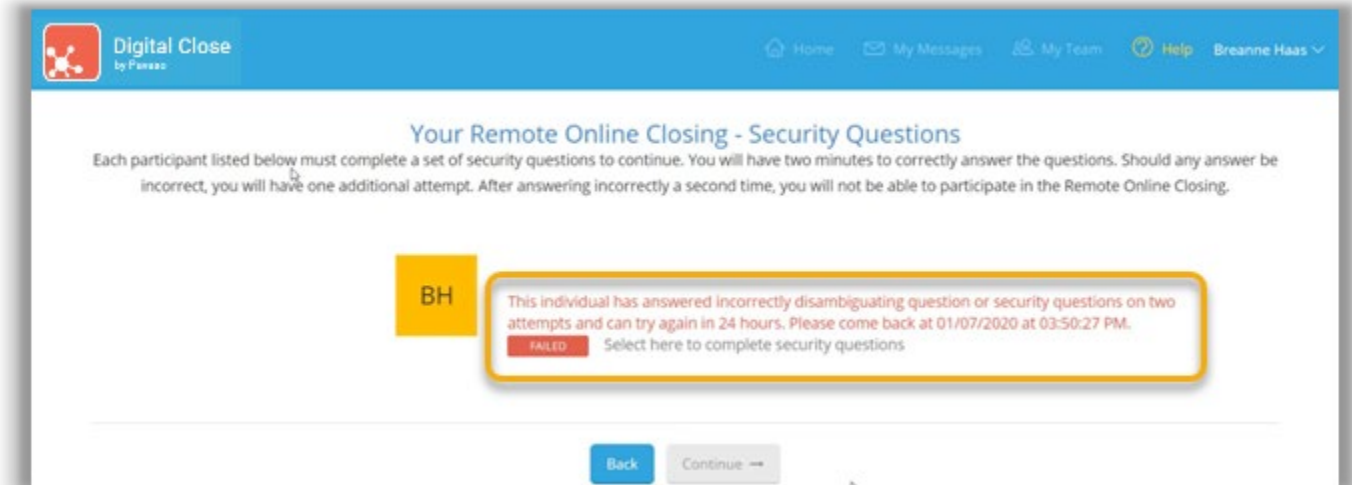 Digital Close
by Pavaso
Home My Messages My Team Help Breanne Haas
Your Remote Online Closing - Security Questions
Each participant listed below must complete a set of security questions to continue. You will have two minutes to correctly answer the questions. Should any answer be
incorrect, you will have one additional attempt. After answering incorrectly a second time, you will not be able to participate in the Remote Online Closing.
BH
This individual has answered incorrectly disambiguating question or security questions on two
attempts and can try again in 24 hours. Please come back at 01/07/2020 at 03:50:27 PM.
FAILED Select here to complete security questions
Back Continue →